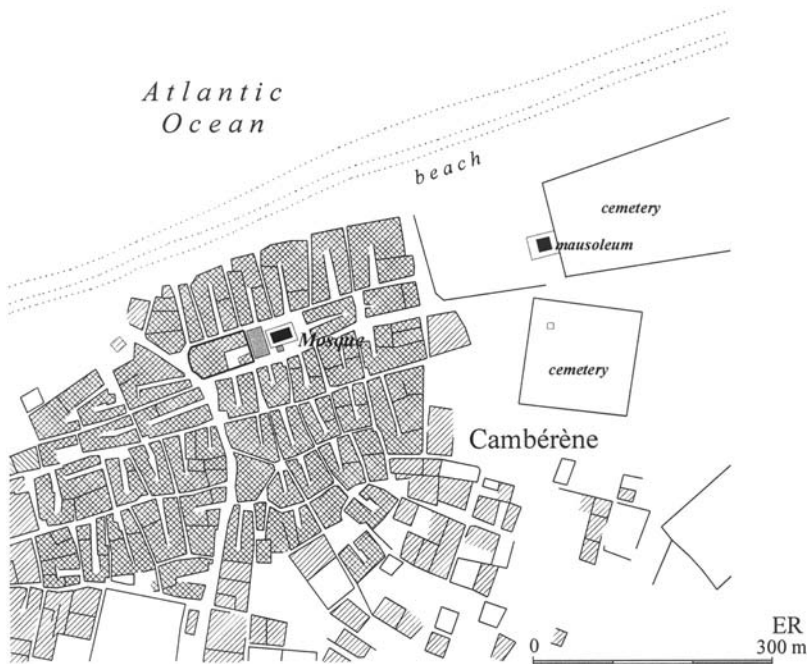 Atlantic
Ocean
beach
cemetery
mausoleum
Mosque
cemetery
Cambérène
ER
0 300 m